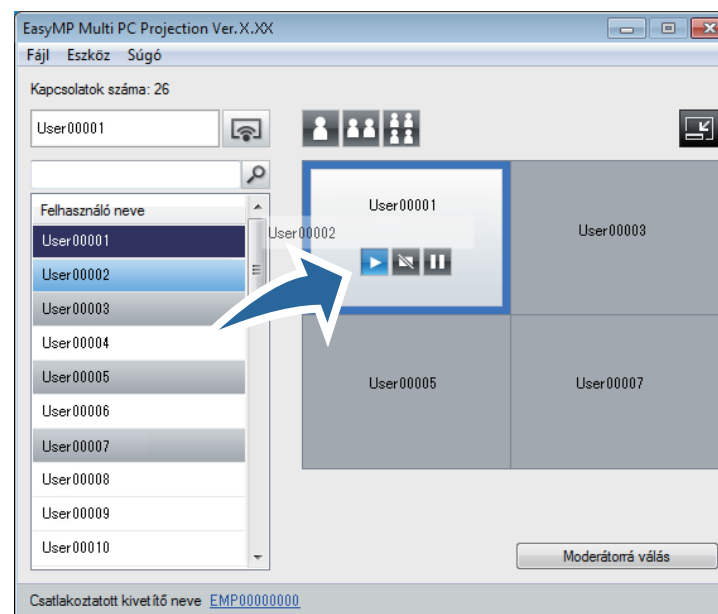 EasyMP Multi PC Projection Ver.X.XX
Fájl Eszköz Súgó
Kapcsolatok száma: 26
User00001
Felhasználó neve
User00001
User00002
User00003
User00004
User00005
User00006
User00007
User00008
User00009
User00010
User00002
User00001
User00003
User00005
User00007
Moderátorrá válás
Csatlakoztatott kivetítő neve EMP00000000